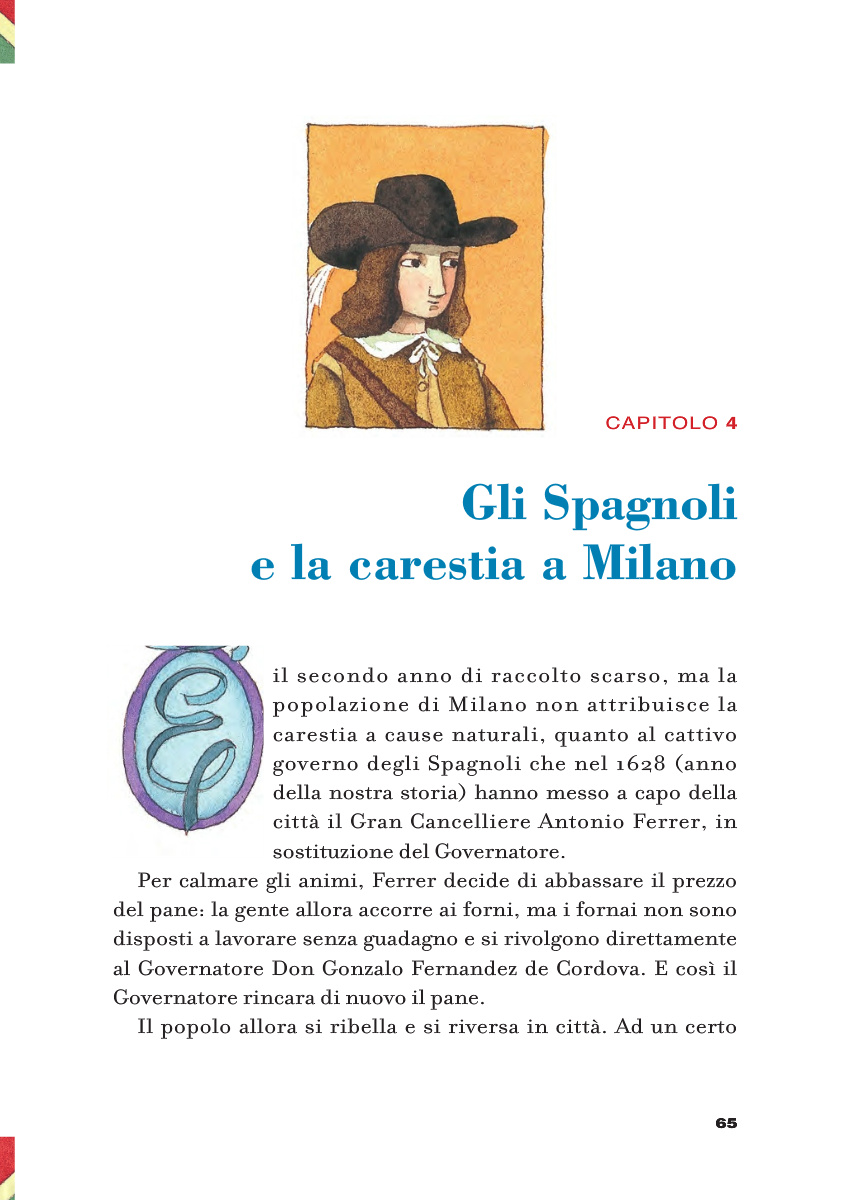 CAPITOLO 4
Gli Spagnoli
e la carestia a Milano
È il secondo anno di raccolto scarso, ma la
popolazione di Milano non attribuisce la
carestia a cause naturali, quanto al cattivo
governo degli Spagnoli che nel 1628 (anno
della nostra storia) hanno messo a capo della
città il Gran Cancelliere Antonio Ferrer, in
sostituzione del Governatore.
Per calmare gli animi, Ferrer decide di abbassare il prezzo
del pane: la gente allora accorre ai forni, ma i fornai non sono
disposti a lavorare senza guadagno e si rivolgono direttamente
al Governatore Don Gonzalo Fernandez de Cordova. E così il
Governatore rincara di nuovo il pane.
Il popolo allora si ribella e si riversa in città. Ad un certo
65